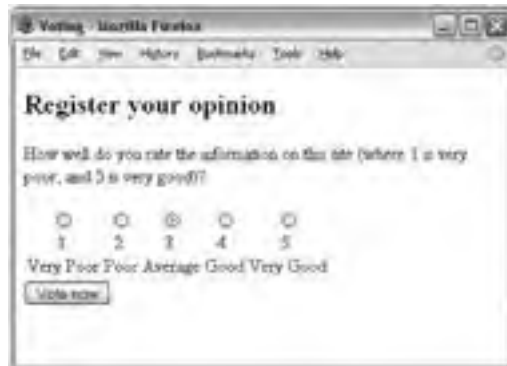 Voting - Mozilla Firefox
File Edit View History Bookmarks Tools Help
Register your opinion
How well do you rate the information on this site (where 1 is very
poor, and 5 is very good)?
1 2 3 4 5
Very Poor Poor Average Good Very Good
Vote now